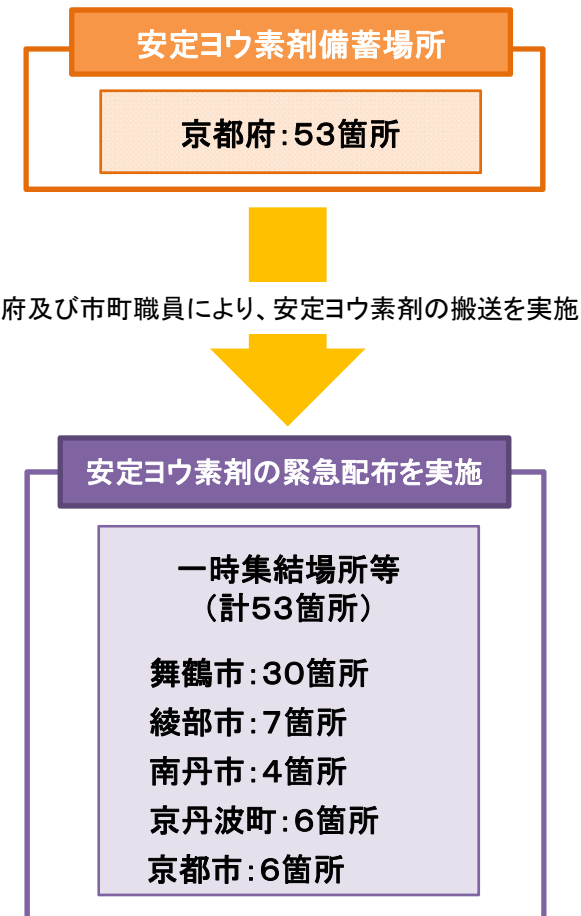 安定ヨウ素剤備蓄場所
京都府：５３箇所
府及び市町職員により、安定ヨウ素剤の搬送を実施
安定ヨウ素剤の緊急配布を実施
一時集結場所等
（計５３箇所）
舞鶴市：３０箇所
綾部市：７箇所
南丹市：４箇所
京丹波町：６箇所
京都市：６箇所